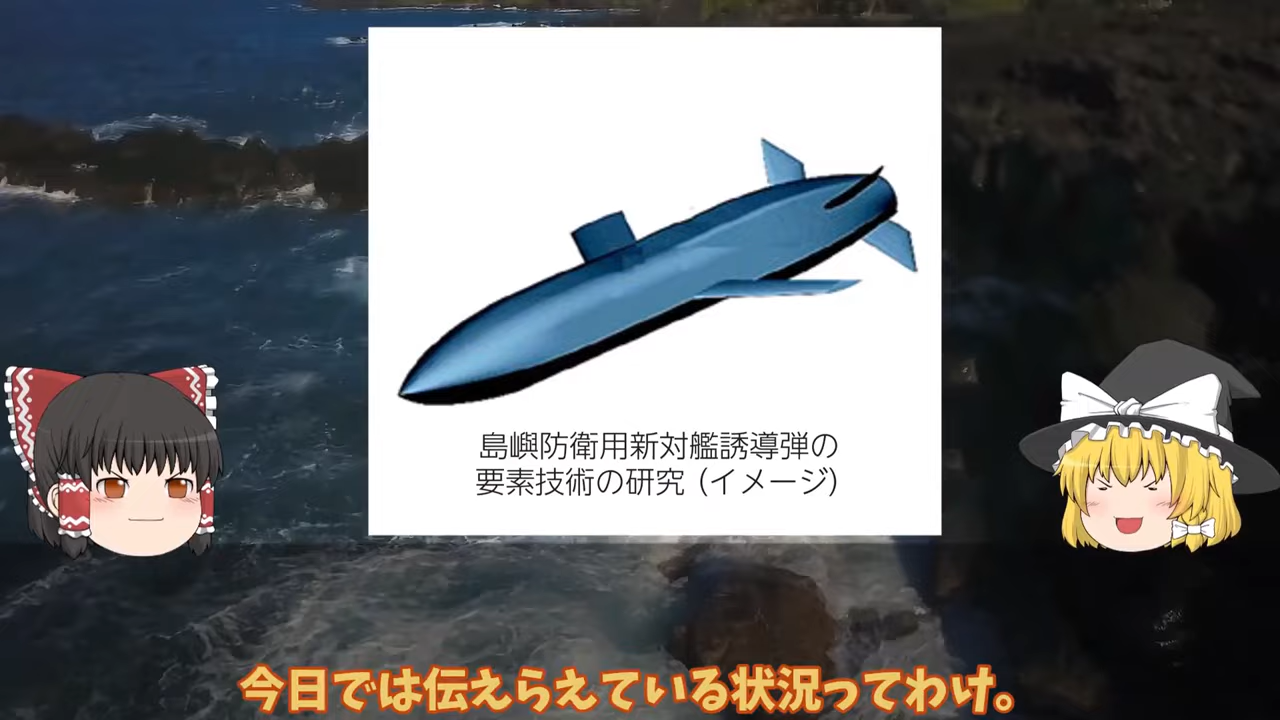 島嶼防衛用新対艦誘導弾の
要素技術の研究 (イメージ)
今日では伝えらえている状況ってわけ。